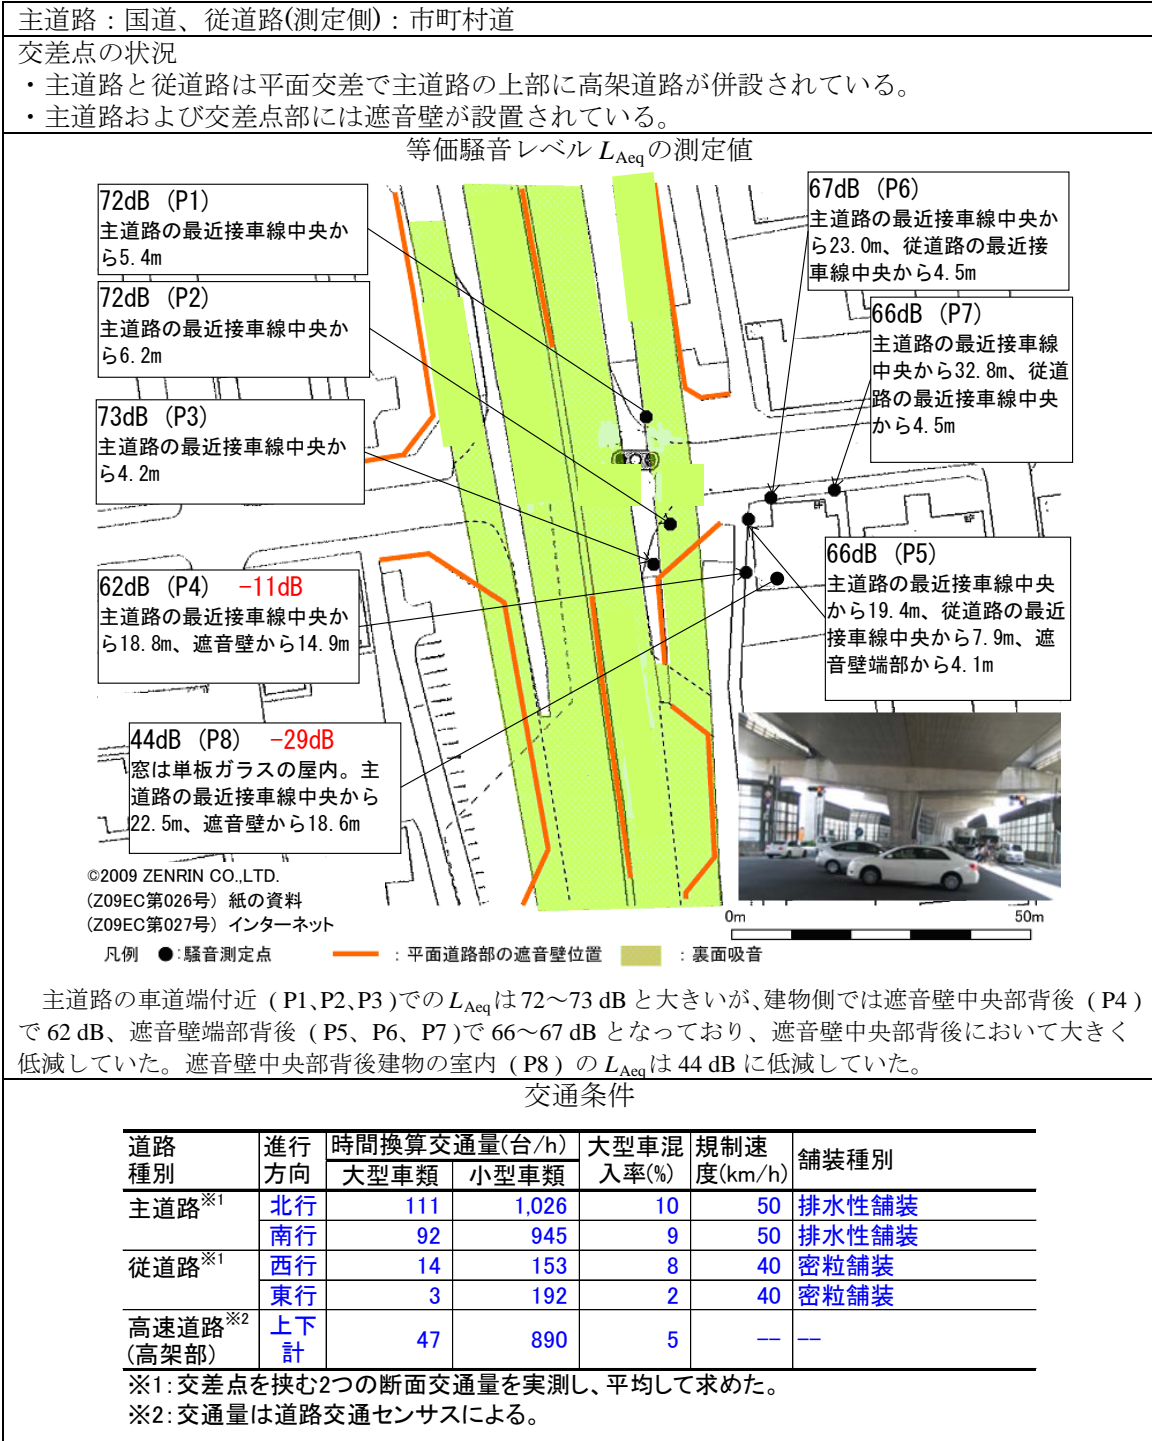 主道路：国道、従道路(測定側)：市町村道
交差点の状況
・主道路と従道路は平面交差で主道路の上部に高架道路が併設されている。
・主道路および交差点部には遮音壁が設置されている。
等価騒音レベル LAeqの測定値
72dB (P1)
主道路の最近接車線中央か
ら5.4m
72dB (P2)
主道路の最近接車線中央か
ら6.2m
73dB (P3)
主道路の最近接車線中央か
ら4.2m
62dB (P4) -11dB
主道路の最近接車線中央か
ら18.8m、遮音壁から14.9m
44dB (P8) -29dB
窓は単板ガラスの屋内。主
道路の最近接車線中央から
22.5m、遮音壁から18.6m
67dB (P6)
主道路の最近接車線中央か
ら23.0m、従道路の最近接
車線中央から4.5m
66dB (P7)
主道路の最近接車線
中央から32.8m、従道
路の最近接車線中央
から4.5m
66dB (P5)
主道路の最近接車線中央
から19.4m、従道路の最近
接車線中央から7.9m、遮
音壁端部から4.1m
©2009 ZENRIN CO.,LTD.
(Z09EC第026号) 紙の資料
(Z09EC第027号) インターネット
0m 50m
凡例 ●:騒音測定点 ：平面道路部の遮音壁位置 ：裏面吸音
主道路の車道端付近 ( P1、P2、P3 )での LAeqは 72～73 dB と大きいが、建物側では遮音壁中央部背後 ( P4 )
で 62 dB、遮音壁端部背後 ( P5、P6、P7 )で 66～67 dB となっており、遮音壁中央部背後において大きく
低減していた。遮音壁中央部背後建物の室内 ( P8 ) の LAeqは 44 dB に低減していた。
交通条件
道路 進行 時間換算交通量(台/h) 大型車混 規制速 舗装種別
種別 方向 大型車類 小型車類 入率(%) 度(km/h)
主道路※1 北行 111 1,026 10 50 排水性舗装
南行 92 945 9 50 排水性舗装
従道路※1 西行 14 153 8 40 密粒舗装
東行 3 192 2 40 密粒舗装
高速道路※2 上下 47 890 5 -- --
(高架部) 計
※1:交差点を挟む2つの断面交通量を実測し、平均して求めた。
※2:交通量は道路交通センサスによる。